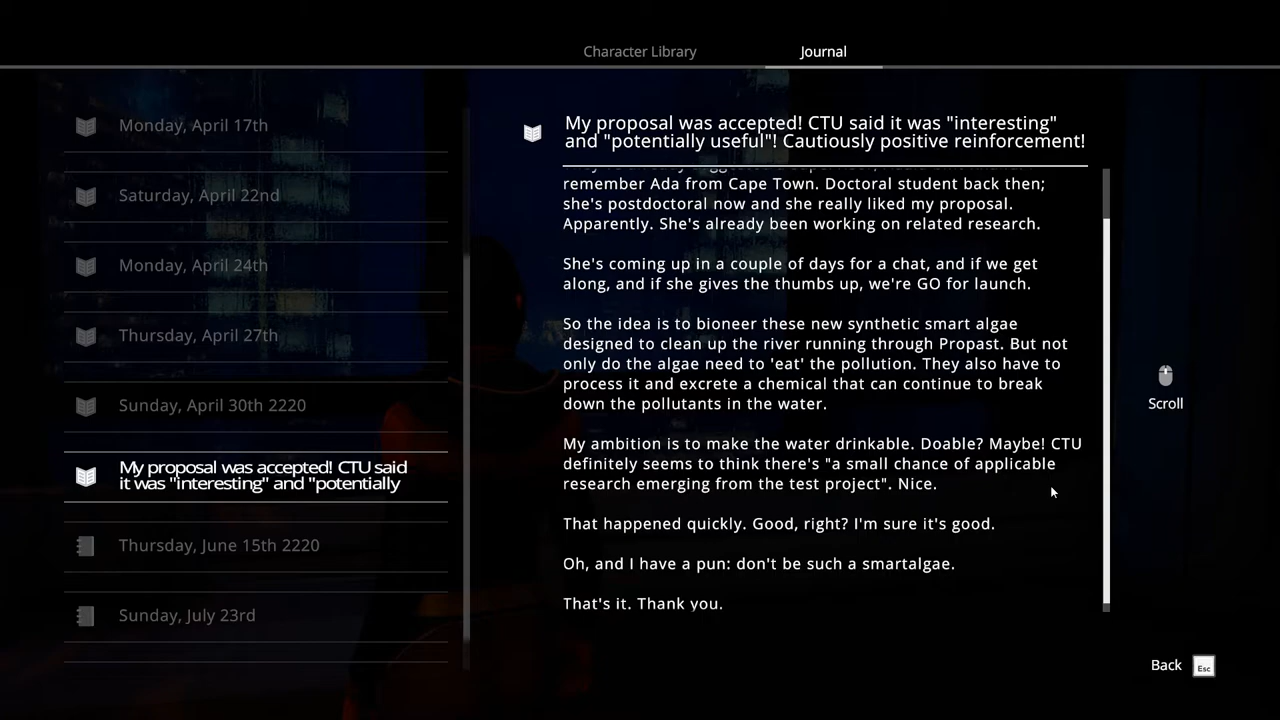 Character Library
Journal
Monday, April 17th
Saturday, April 22nd
Monday, April 24th
Thursday, April 27th
Sunday, April 30th 2220
My proposal was accepted! CTU said
it was "interesting" and "potentially
Thursday, June 15th 2220
Sunday, July 23rd
My proposal was accepted! CTU said it was "interesting"
and "potentially useful"! Cautiously positive reinforcement!
remember Ada from Cape Town. Doctoral student back then;
she's postdoctoral now and she really liked my proposal.
Apparently. She's already been working on related research.
She's coming up in a couple of days for a chat, and if we get
along, and if she gives the thumbs up, we're GO for launch.
So the idea is to bioneer these new synthetic smart algae
designed to clean up the river running through Propast. But not
only do the algae need to 'eat' the pollution. They also have to
process it and excrete a chemical that can continue to break
down the pollutants in the water.
My ambition is to make the water drinkable. Doable? Maybe! CTU
definitely seems to think there's "a small chance of applicable
research emerging from the test project". Nice.
That happened quickly. Good, right? I'm sure it's good.
Oh, and I have a pun: don't be such a smartalgae.
That's it. Thank you.
Scroll
Back
Esc